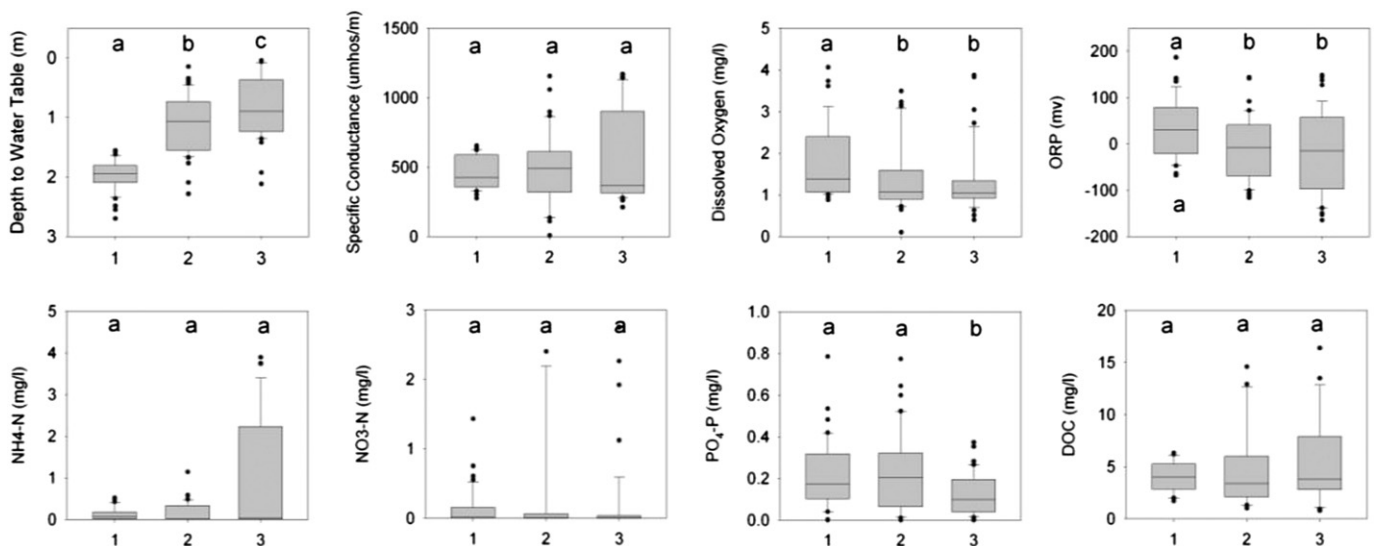 Depth to Water Table (m)
0
1
2
3
a b c
1 2 3
Specific Conductance (umhos/m)
1500
1000
500
0
a a a
1 2 3
Dissolved Oxygen (mg/l)
5
4
3
2
1
0
a b b
1 2 3
ORP (mv)
200
100
0
-100
-200
a b b
a
1 2 3
NH4-N (mg/l)
5
4
3
2
1
0
a a a
1 2 3
NO3-N (mg/l)
3
2
1
0
a a a
1 2 3
PO₄-P (mg/l)
1.0
0.8
0.6
0.4
0.2
0.0
a a b
1 2 3
DOC (mg/l)
20
15
10
5
0
a a a
1 2 3